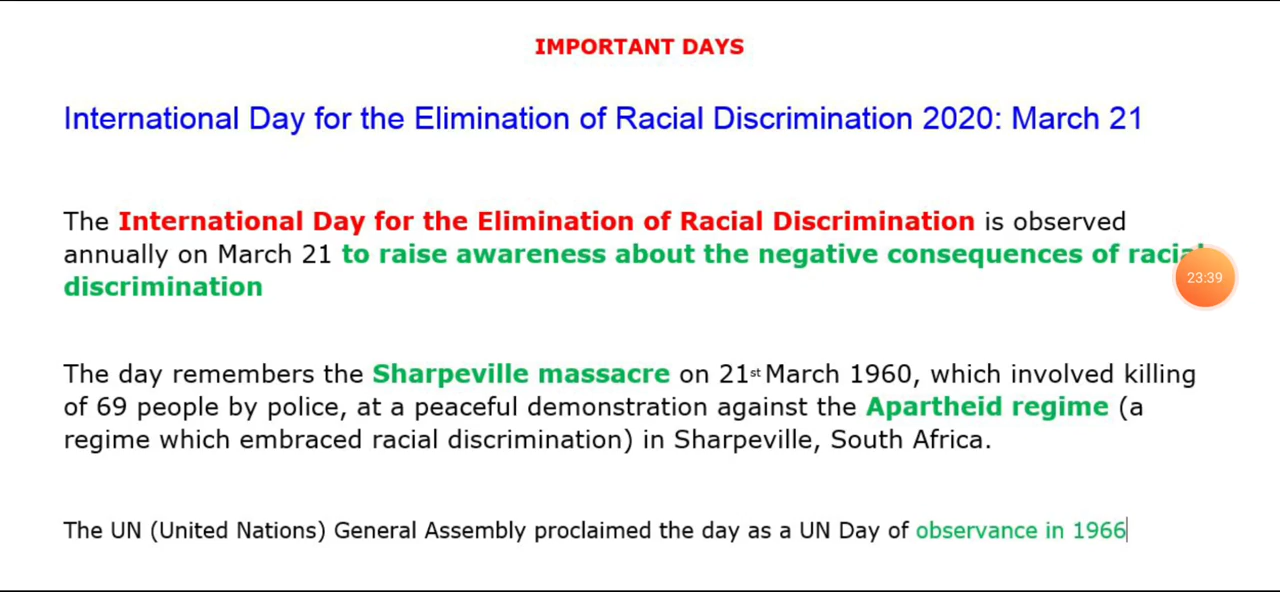 IMPORTANT DAYS
International Day for the Elimination of Racial Discrimination 2020: March 21
The International Day for the Elimination of Racial Discrimination is observed
annually on March 21 to raise awareness about the negative consequences of racial
discrimination
23:39
The day remembers the Sharpeville massacre on 21st March 1960, which involved killing
of 69 people by police, at a peaceful demonstration against the Apartheid regime (a
regime which embraced racial discrimination) in Sharpeville, South Africa.
The UN (United Nations) General Assembly proclaimed the day as a UN Day of observance in 1966